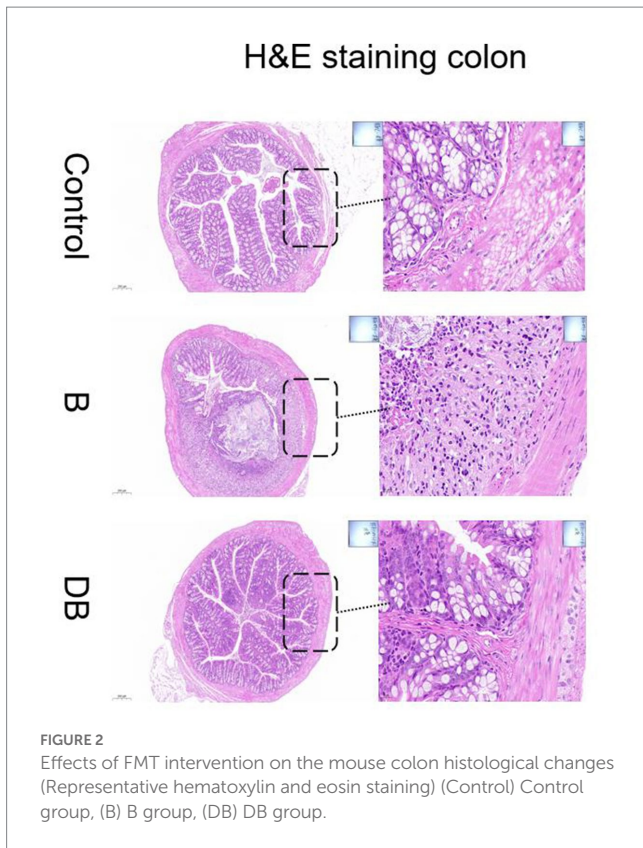 H&E staining colon
Control
B
DB
FIGURE 2
Effects of FMT intervention on the mouse colon histological changes
(Representative hematoxylin and eosin staining) (Control) Control
group, (B) B group, (DB) DB group.